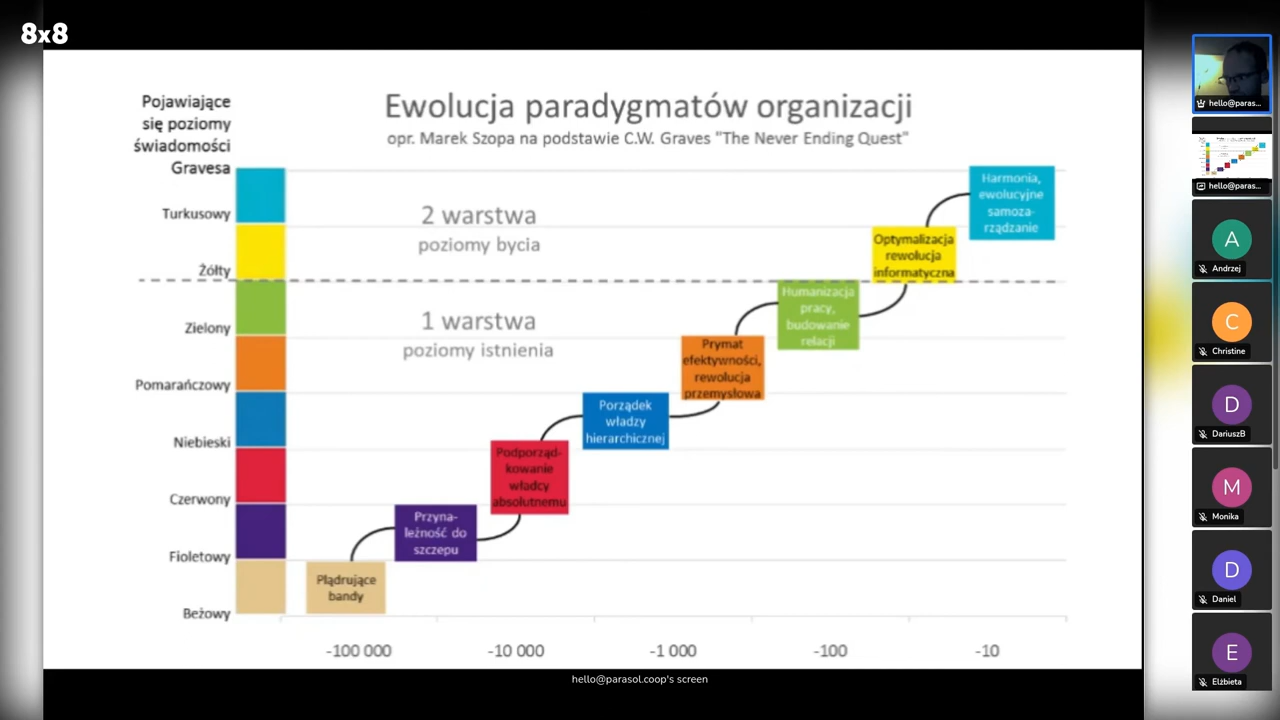 8x8
Pojawiające
się poziomy
świadomości
Gravesa
Ewolucja paradygmatów organizacji
opr. Marek Szopa na podstawie C.W. Graves "The Never Ending Quest"
Turkusowy
Żółty
Zielony
Pomarańczowy
Niebieski
Czerwony
Fioletowy
Beżowy
2 warstwa
poziomy bycia
1 warstwa
poziomy istnienia
Harmonia,
ewolucyjne
samoza-
rządzanie
Optymalizacja
rewolucja
informatyczna
Humanizacja
pracy,
budowanie
relacji
Prymat
efektywności,
rewolucja
przemysłowa
Porządek
władzy
hierarchicznej
Podporząd-
kowanie
władcy
absolutnemu
Przyna-
leżność do
szczepu
Plądrujące
bandy
-100 000
-10 000
-1 000
-100
-10
hello@parasol.coop's screen
hello@paras...
hello@paras...
A
Andrzej
C
Christine
D
DariuszB
M
Monika
D
Daniel
E
Elżbieta